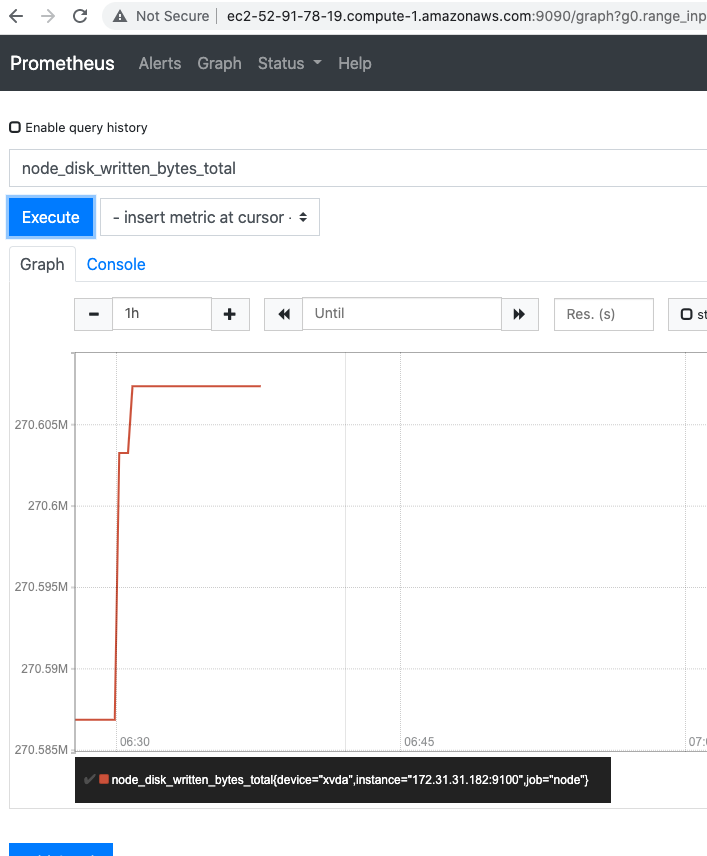 Not Secure | ec2-52-91-78-19.compute-1.amazonaws.com:9090/graph?g0.range_inp
Prometheus Alerts Graph Status Help
Enable query history
node_disk_written_bytes_total
Execute - insert metric at cursor -
Graph Console
1h Until Res. (s) st
270.605M
270.6M
270.595M
270.59M
270.585M
06:30 06:45 07:0
node_disk_written_bytes_total{device="xvda",instance="172.31.31.182:9100",job="node"}